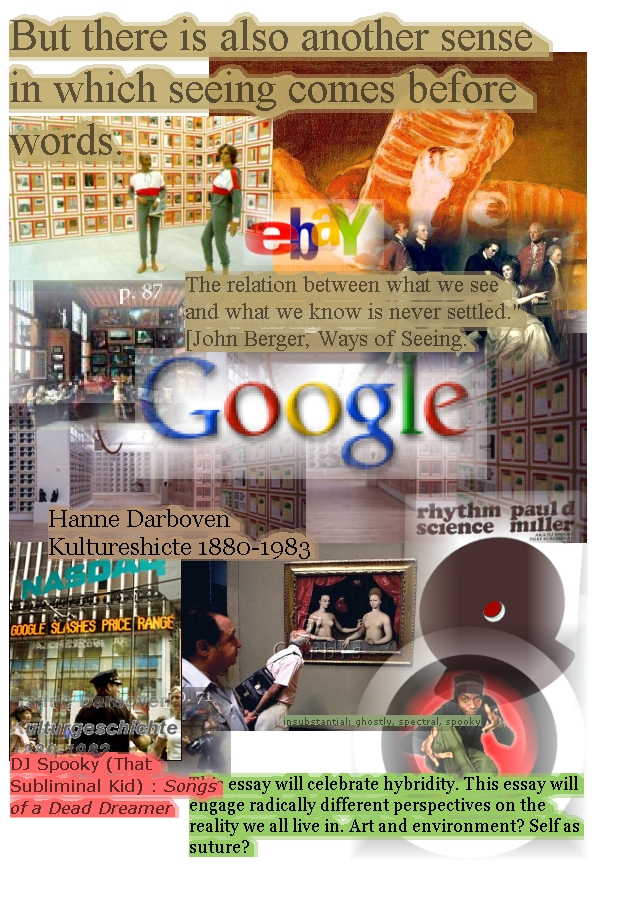 But there is also another sense
in which seeing comes before
words.
ebaY
p. 87
The relation between what we see
and what we know is never settled."
[John Berger, Ways of Seeing.
Google
rhythm paul d
science miller
Hanne Darboven
Kultureshicte 1880-1983
NASDAQ
GOOGLE SLASHES PRICE RANGE
Kulturgeschichte
insubstantial: ghostly, spectral, spooky
DJ Spooky (That
Subliminal Kid) : Songs
of a Dead Dreamer
This essay will celebrate hybridity. This essay will
engage radically different perspectives on the
reality we all live in. Art and environment? Self as
suture?